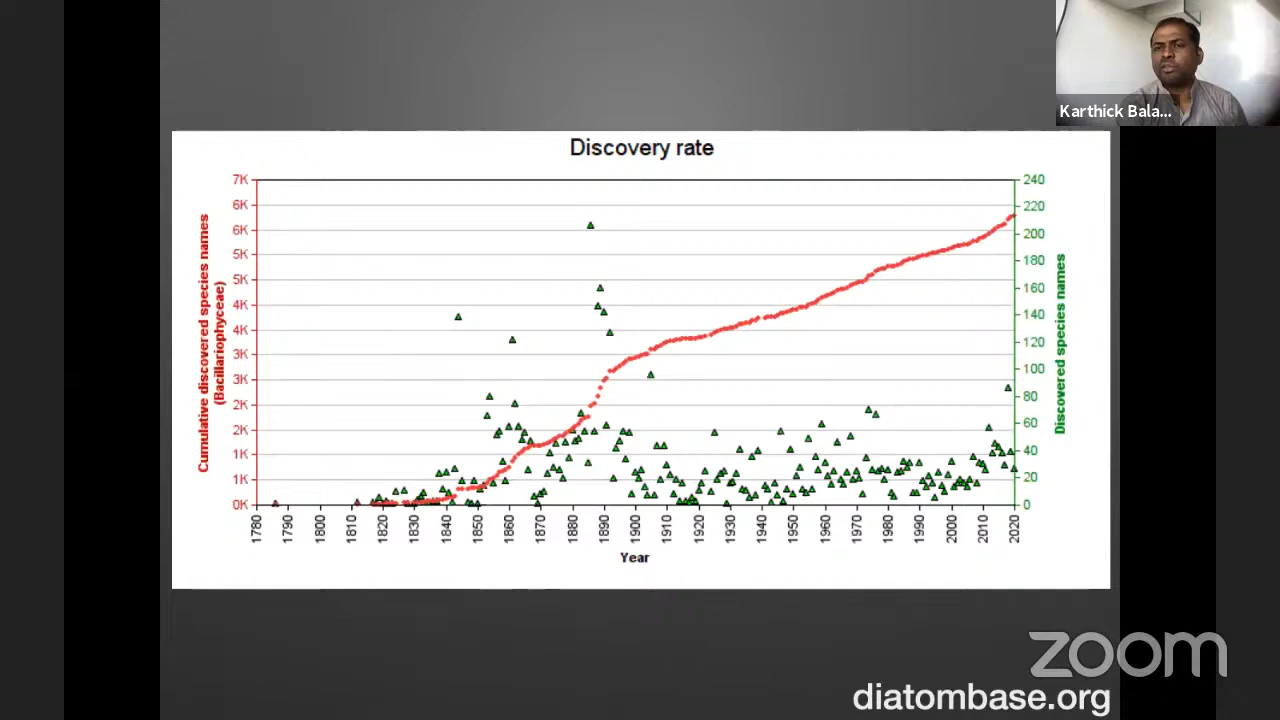 Karthick Bala...
Discovery rate
Cumulative discovered species names
(Bacillariophyceae)
7K
6K
6K
5K
5K
4K
4K
3K
3K
2K
2K
1K
1K
0K
240
220
200
180
160
140
120
100
80
60
40
20
0
Discovered species names
1780 1790 1800 1810 1820 1830 1840 1850 1860 1870 1880 1890 1900 1910 1920 1930 1940 1950 1960 1970 1980 1990 2000 2010 2020
Year
zoom
diatombase.org